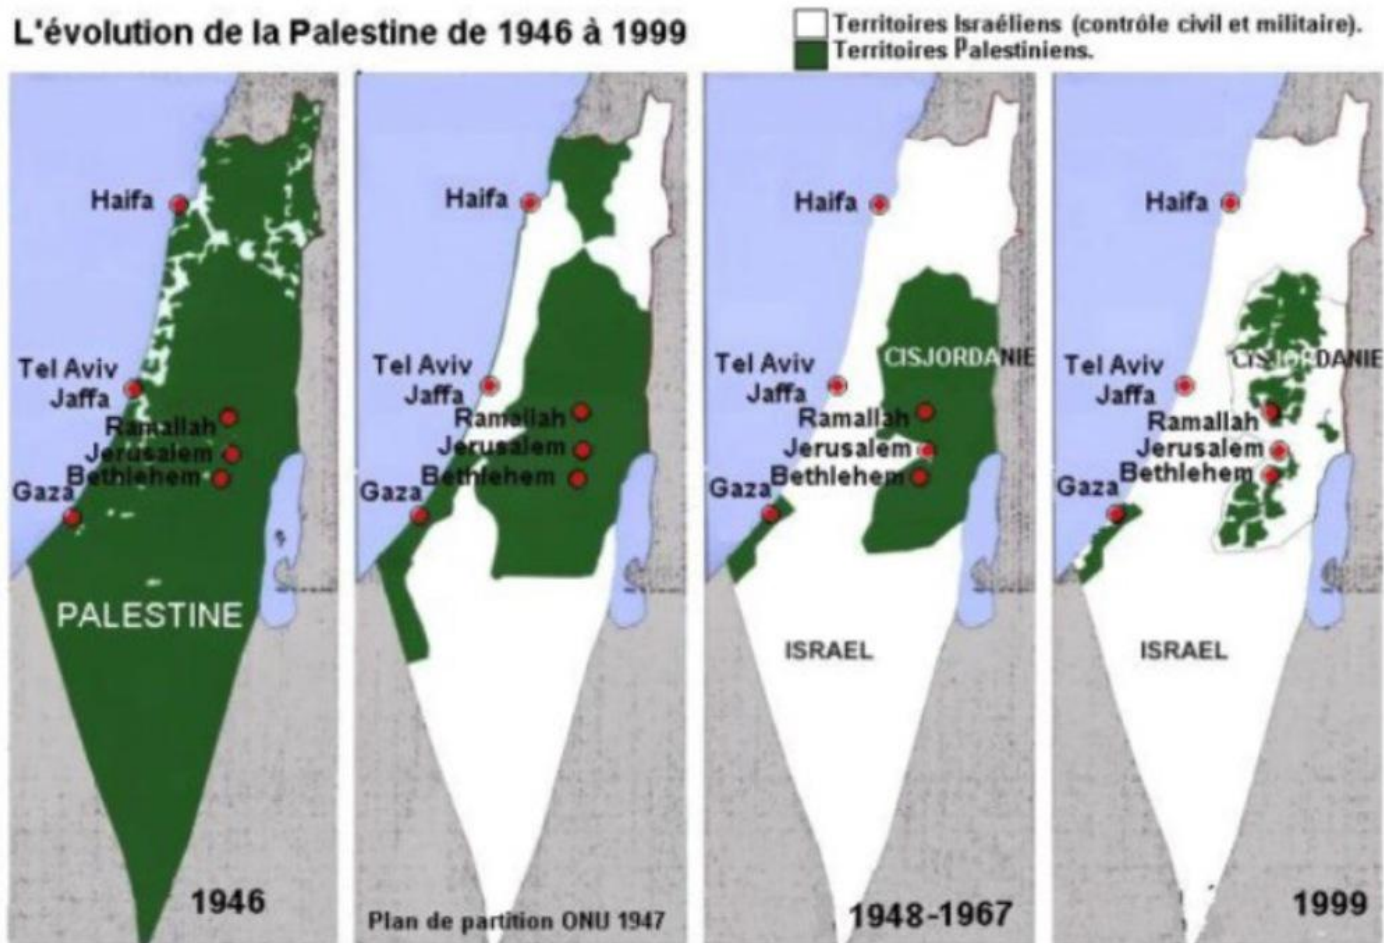 L'évolution de la Palestine de 1946 à 1999
Territoires Israéliens (contrôle civil et militaire).
Territoires Palestiniens.
Haifa
Tel Aviv
Jaffa
Ramallah
Jerusalem
Bethlehem
Gaza
PALESTINE
1946
Haifa
Tel Aviv
Jaffa
Ramallah
Jerusalem
Bethlehem
Gaza
Plan de partition ONU 1947
Haifa
CISJORDANIE
Tel Aviv
Jaffa
Ramallah
Jerusalem
Bethlehem
Gaza
ISRAEL
1948-1967
Haifa
CISJORDANIE
Tel Aviv
Jaffa
Ramallah
Jerusalem
Bethlehem
Gaza
ISRAEL
1999